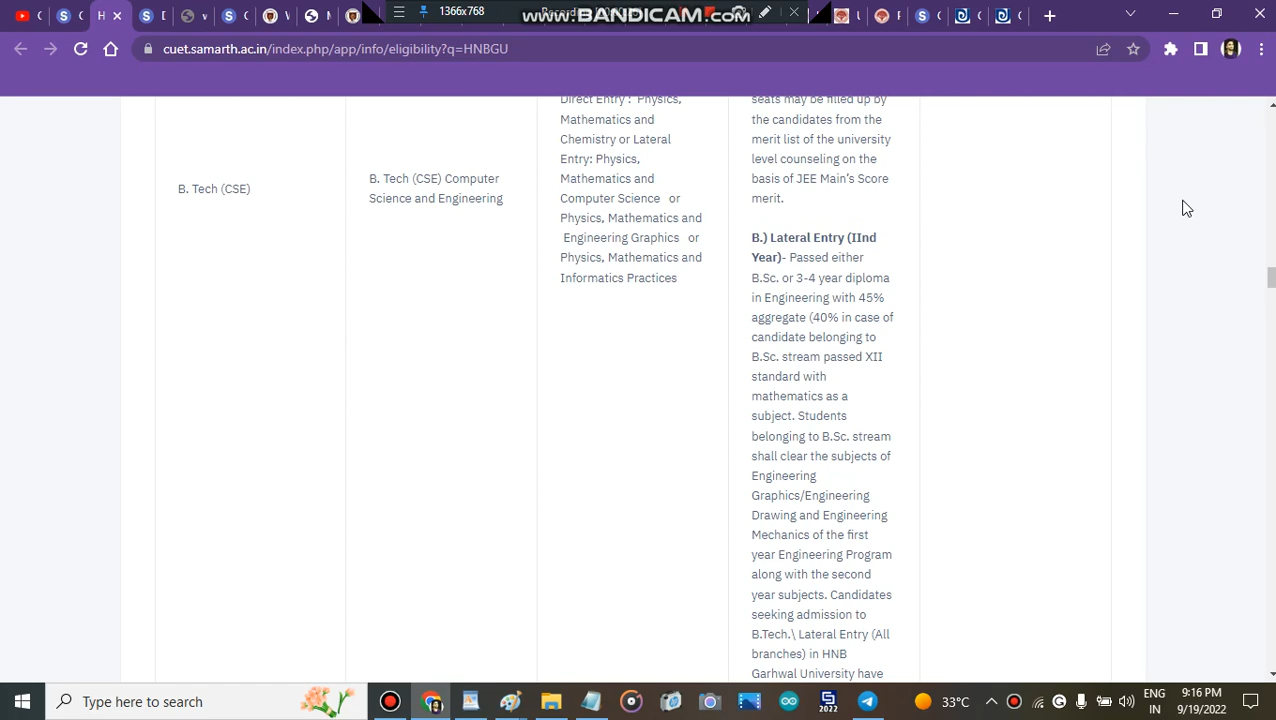 1366x768
www.BANDICAM.com
cuet.samarth.ac.in/index.php/app/info/eligibility?q=HNBGU
B. Tech (CSE)
B. Tech (CSE) Computer
Science and Engineering
Direct Entry : Physics,
Mathematics and
Chemistry or Lateral
Entry: Physics,
Mathematics and
Computer Science or
Physics, Mathematics and
Engineering Graphics or
Physics, Mathematics and
Informatics Practices
seats may be filled up by
the candidates from the
merit list of the university
level counseling on the
basis of JEE Main's Score
merit.
B.) Lateral Entry (IInd
Year)- Passed either
B.Sc. or 3-4 year diploma
in Engineering with 45%
aggregate (40% in case of
candidate belonging to
B.Sc. stream passed XII
standard with
mathematics as a
subject. Students
belonging to B.Sc. stream
shall clear the subjects of
Engineering
Graphics/Engineering
Drawing and Engineering
Mechanics of the first
year Engineering Program
along with the second
year subjects. Candidates
seeking admission to
B.Tech.\ Lateral Entry (All
branches) in HNB
Garhwal University have
Type here to search
2022
33°C
ENG
IN
9:16 PM
9/19/2022